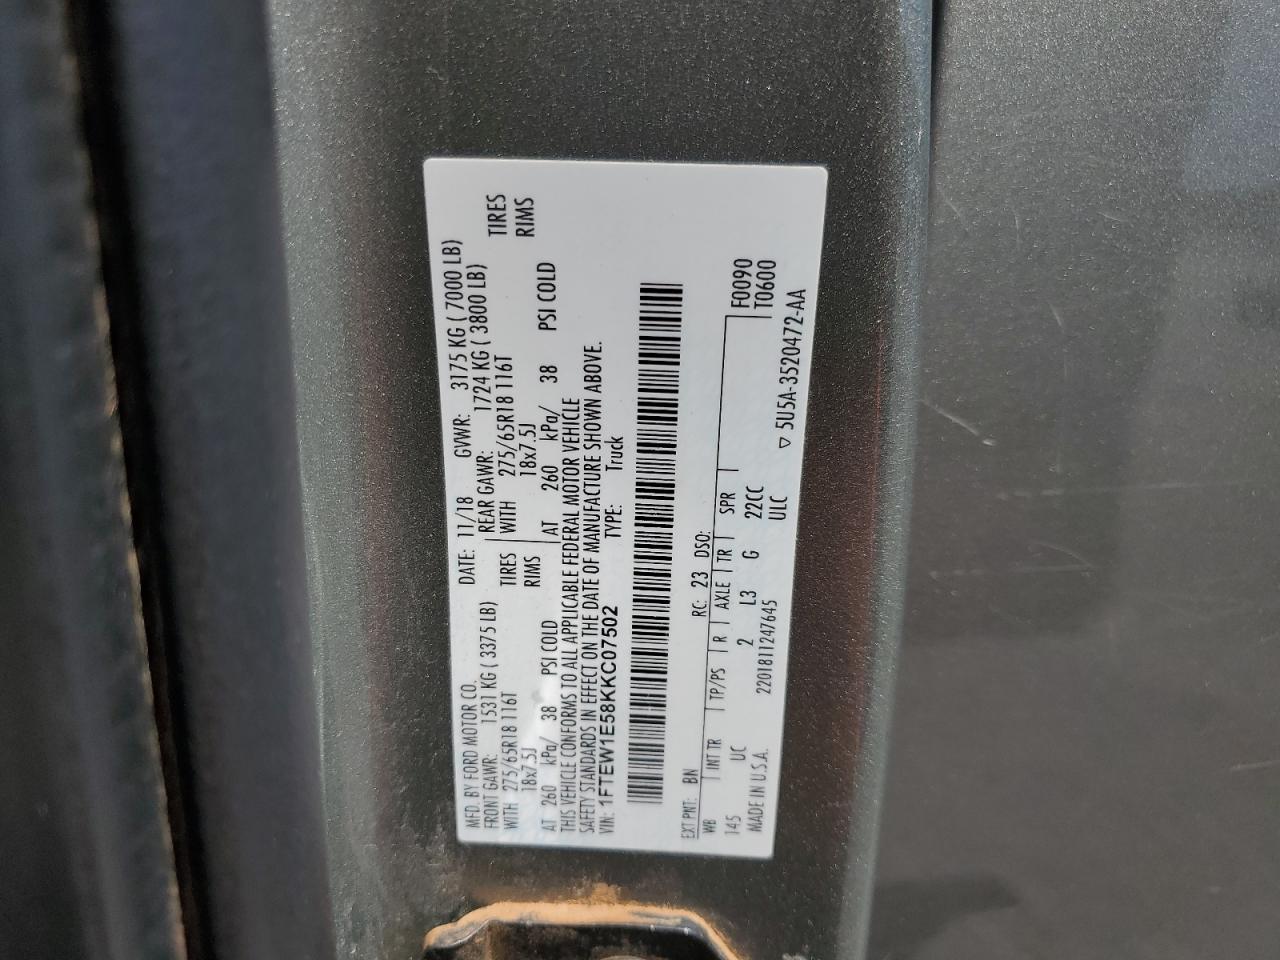 MFD. BY FORD MOTOR CO.
DATE: 11/18 GVWR: 3175 KG ( 7000 LB)
FRONT GAWR: 1531 KG ( 3375 LB)
REAR GAWR: 1724 KG ( 3800 LB)
WITH 275/65R18 116T TIRES
WITH 275/65R18 116T TIRES
18x7.5J RIMS
18x7.5J RIMS
AT 260 kPa/ 38 PSI COLD
AT 260 kPa/ 38 PSI COLD
THIS VEHICLE CONFORMS TO ALL APPLICABLE FEDERAL MOTOR VEHICLE
SAFETY STANDARDS IN EFFECT ON THE DATE OF MANUFACTURE SHOWN ABOVE.
VIN: 1FTEW1E58KKC07502 TYPE: Truck
EXT PNT: BN RC: 23 DSO:
WB INT TR TP/PS R AXLE TR SPR
F0090
145 UC 2 L3 G 22CC
T0600
ULC
MADE IN U.S.A. 2201811247645
▽ 5U5A-3520472-AA